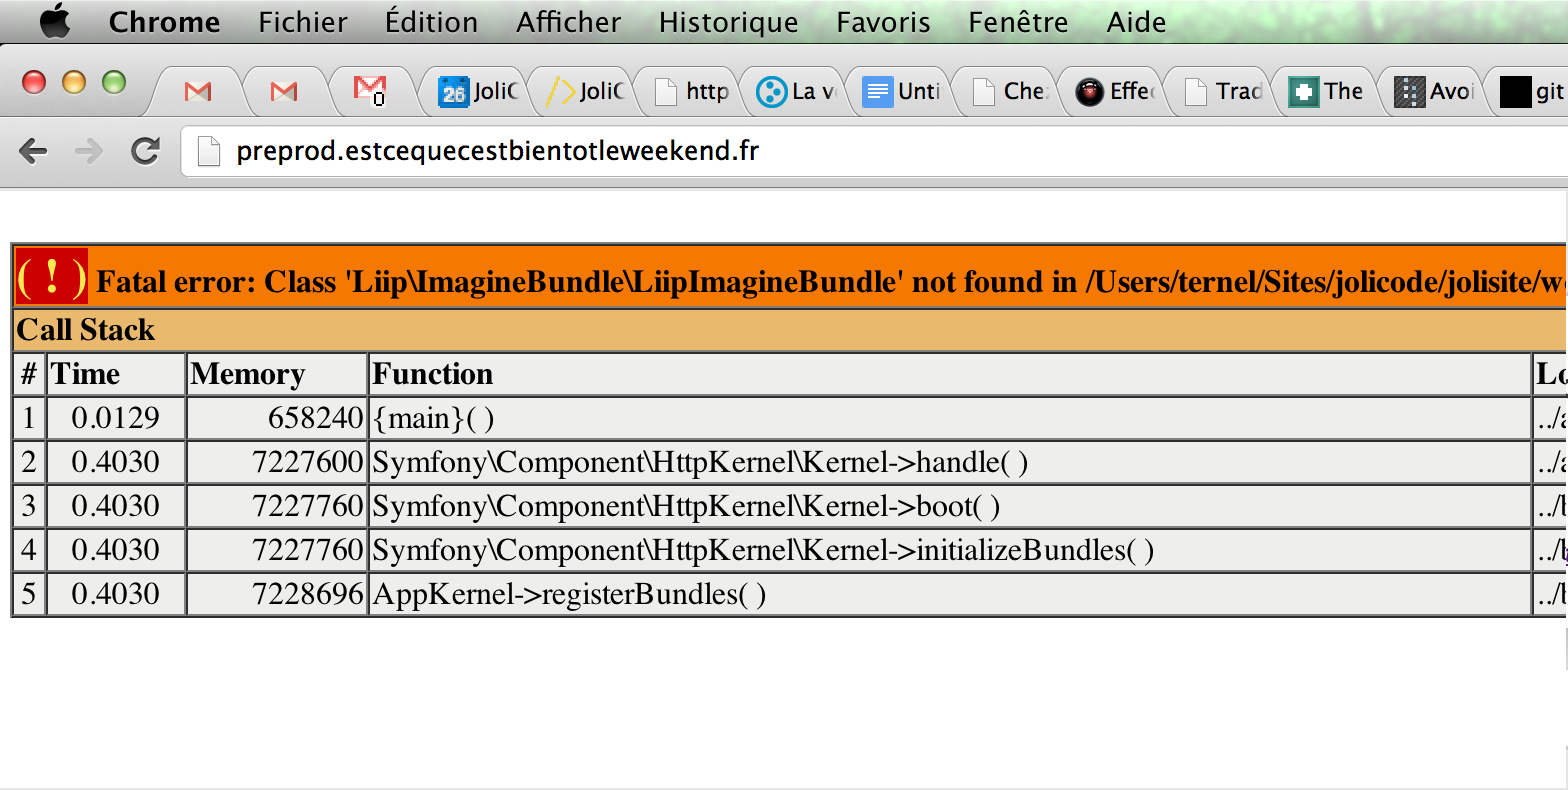 Chrome Fichier Édition Afficher Historique Favoris Fenêtre Aide
0 26 JoliC JoliC http La v Unti Che Effe Trad The Avoi git
preprod.estcequecestbientotleweekend.fr
( ! ) Fatal error: Class 'Liip\ImagineBundle\LiipImagineBundle' not found in /Users/ternel/Sites/jolicode/jolisite/w
Call Stack
# Time Memory Function Lo
1 0.0129 658240 {main}( ) ../a
2 0.4030 7227600 Symfony\Component\HttpKernel\Kernel->handle( ) ../a
3 0.4030 7227760 Symfony\Component\HttpKernel\Kernel->boot( ) ../b
4 0.4030 7227760 Symfony\Component\HttpKernel\Kernel->initializeBundles( ) ../b
5 0.4030 7228696 AppKernel->registerBundles( ) ../b